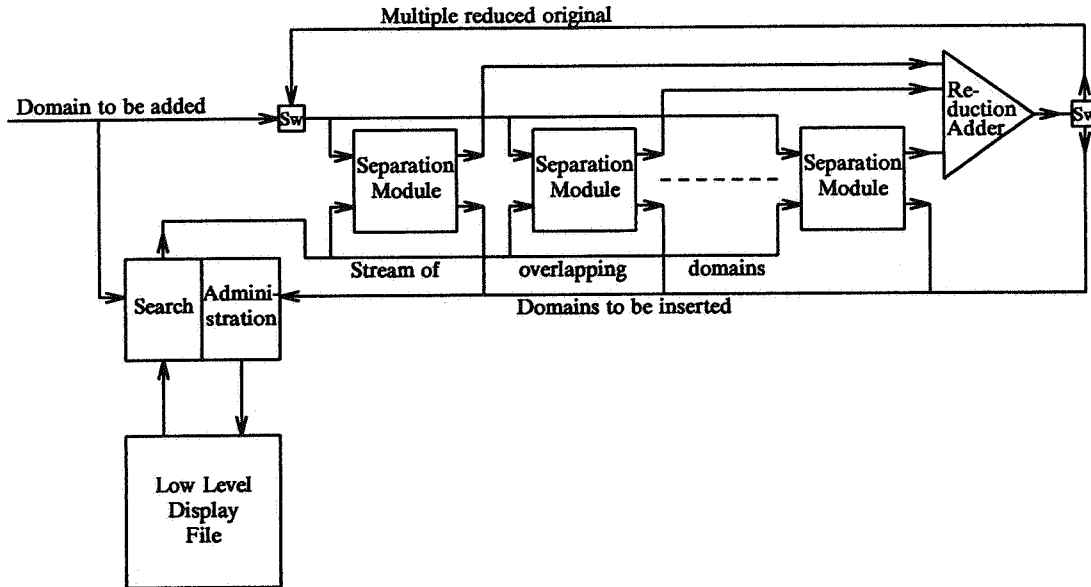 Multiple reduced original
Domain to be added
Sw
Separation
Module
Separation
Module
Separation
Module
Re-
duction
Adder
Sw
Stream of overlapping domains
Search
Admini-
stration
Domains to be inserted
Low Level
Display
File